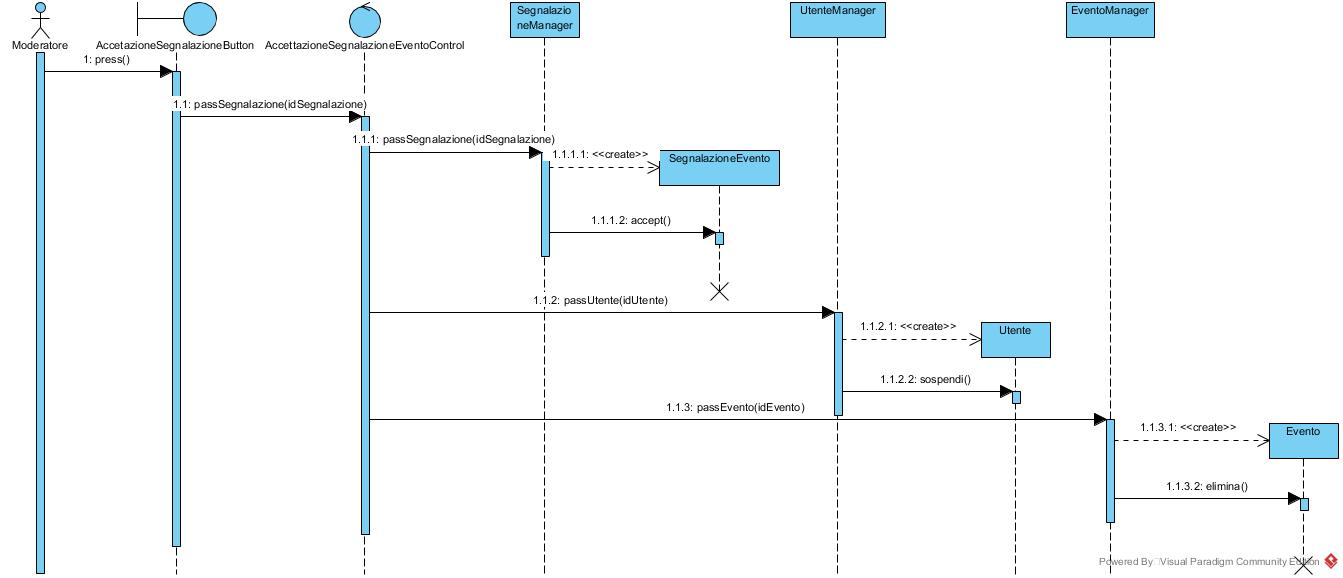 Segnalazio
neManager
UtenteManager
EventoManager
Moderatore
AccetazioneSegnalazioneButton
AccettazioneSegnalazioneEventoControl
1: press()
1.1: passSegnalazione(idSegnalazione)
1.1.1: passSegnalazione(idSegnalazione)
1.1.1.1: <<create>>
SegnalazioneEvento
1.1.1.2: accept()
1.1.2: passUtente(idUtente)
1.1.2.1: <<create>>
Utente
1.1.2.2: sospendi()
1.1.3: passEvento(idEvento)
1.1.3.1: <<create>>
Evento
1.1.3.2: elimina()
Powered By Visual Paradigm Community Edition